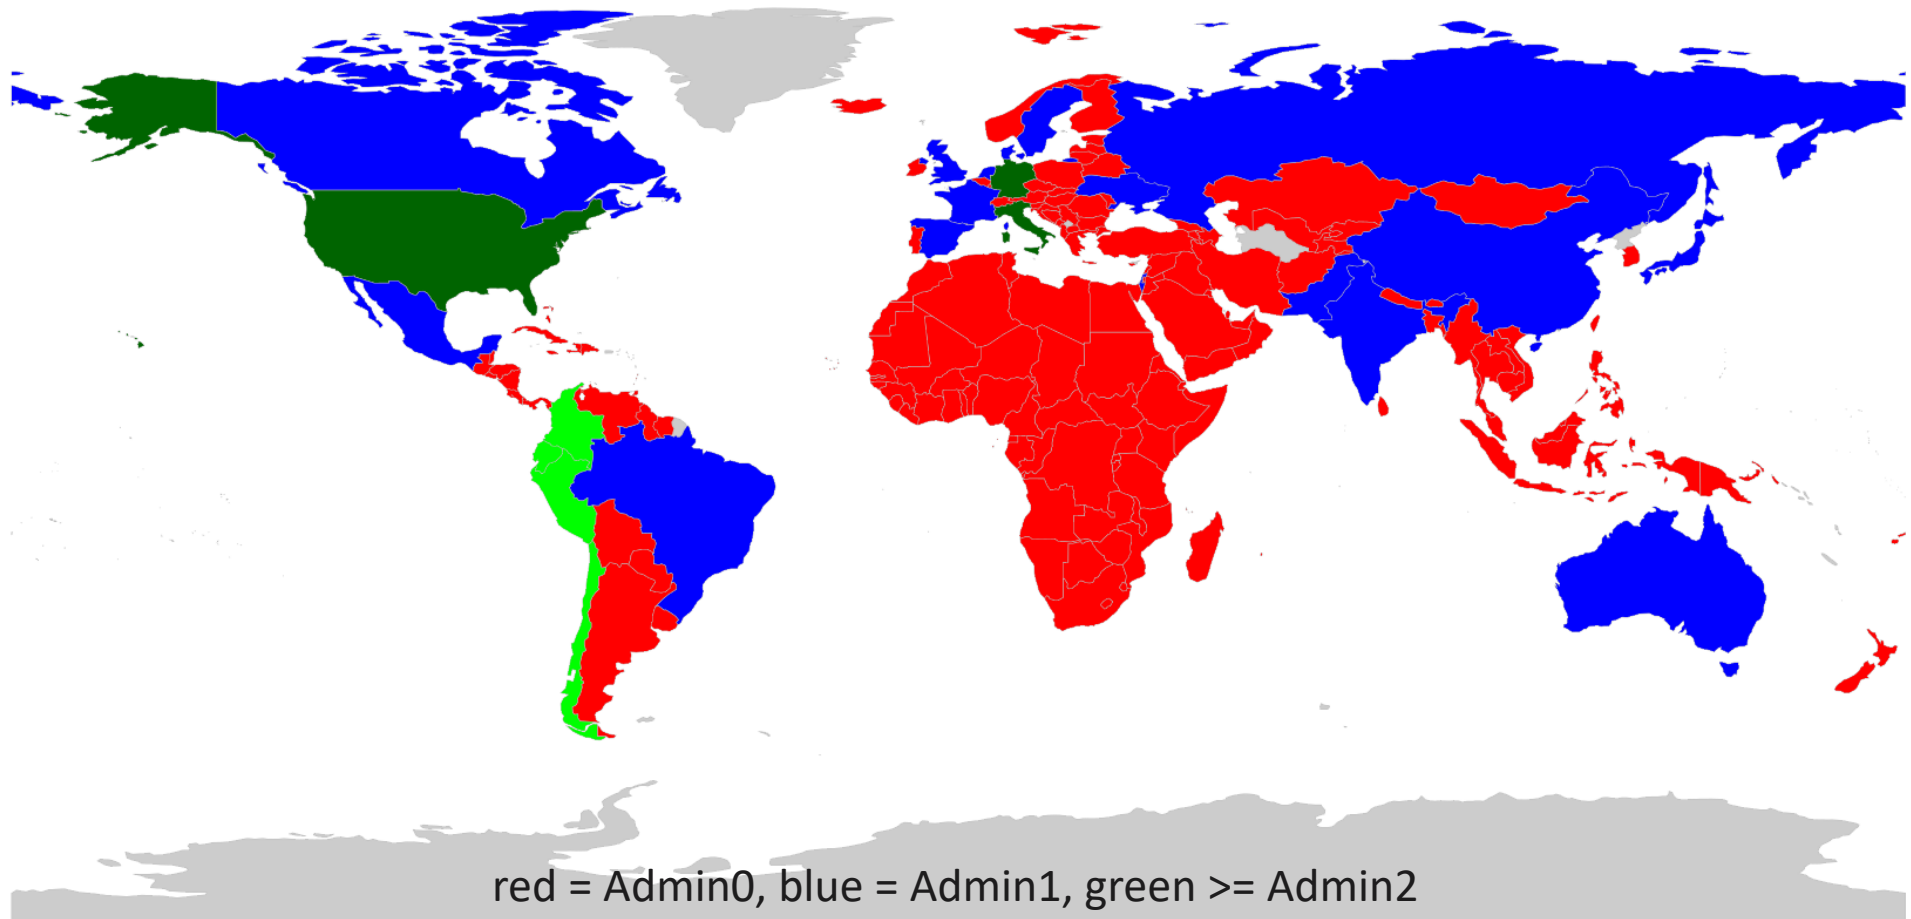 red = Admin0, blue = Admin1, green >= Admin2